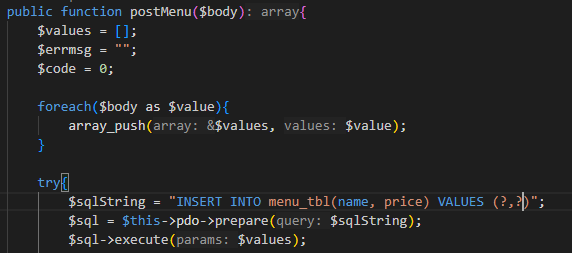 public function postMenu($body): array{
$values = [];
$errmsg = "";
$code = 0;
foreach($body as $value){
array_push(array: &$values, values: $value);
}
try{
$sqlString = "INSERT INTO menu_tbl(name, price) VALUES (?,?)";
$sql = $this->pdo->prepare(query: $sqlString);
$sql->execute(params: $values);